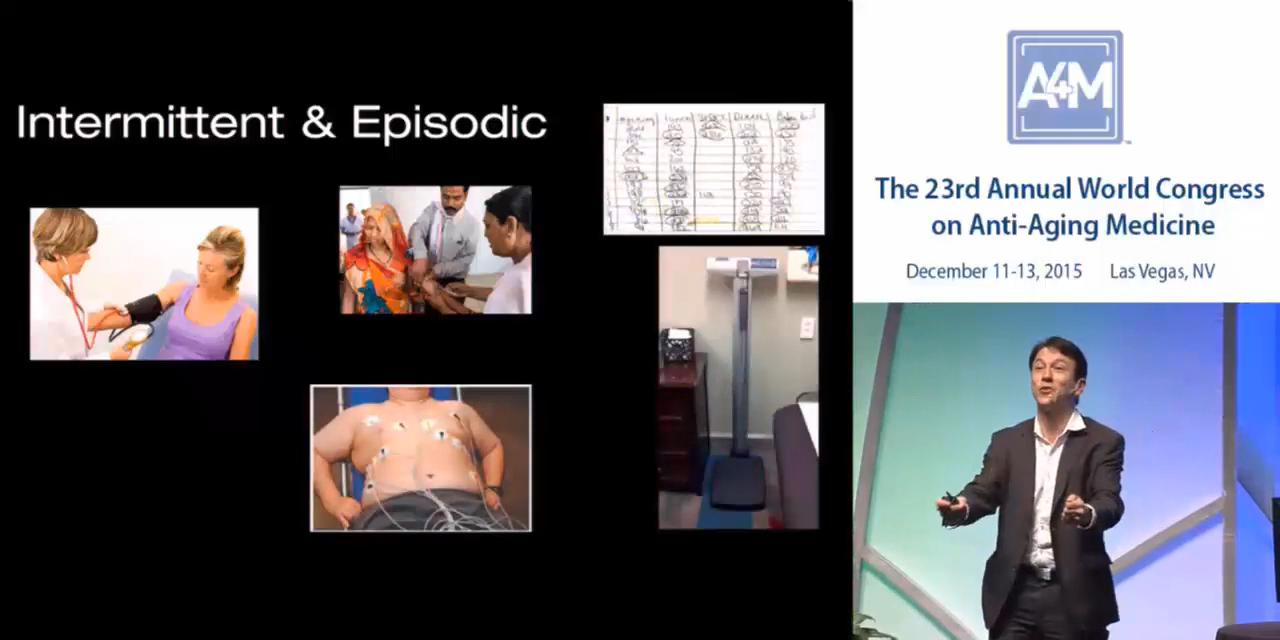 Intermittent & Episodic
A4M
The 23rd Annual World Congress
on Anti-Aging Medicine
December 11-13, 2015 Las Vegas, NV